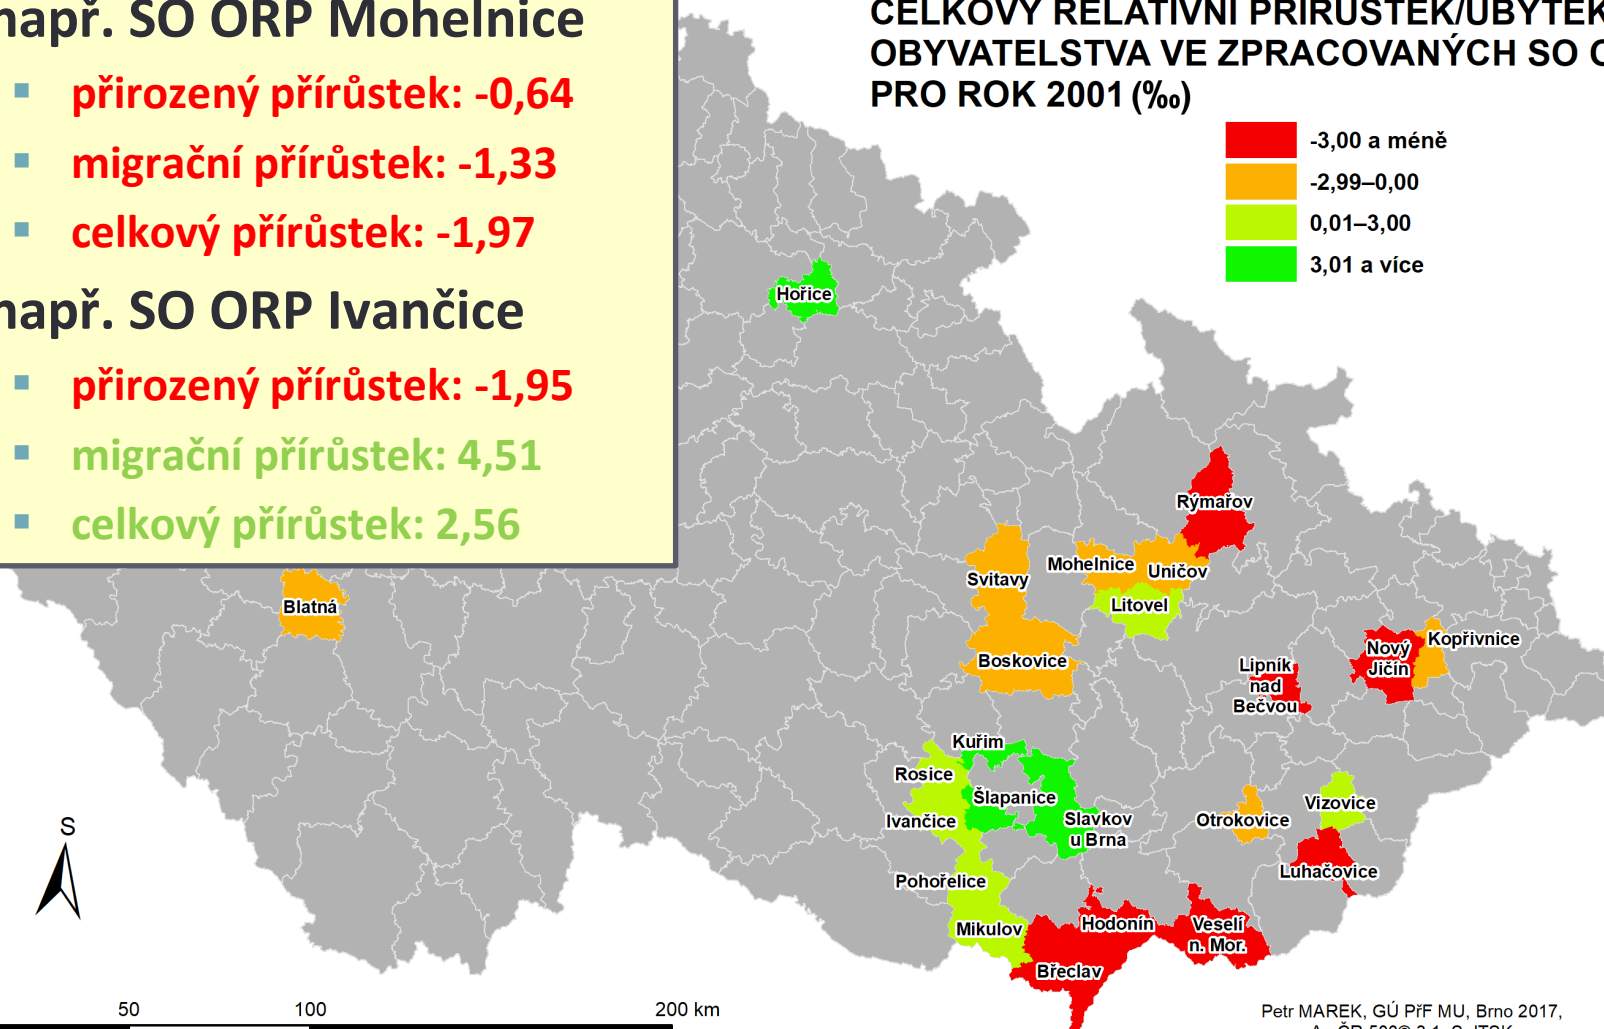 např. SO ORP Mohelnice
přirozený přírůstek: -0,64
migrační přírůstek: -1,33
celkový přírůstek: -1,97
např. SO ORP Ivančice
přirozený přírůstek: -1,95
migrační přírůstek: 4,51
celkový přírůstek: 2,56
CELKOVÝ RELATIVNÍ PŘÍRŮSTEK/ÚBYTEK
OBYVATELSTVA VE ZPRACOVANÝCH SO
PRO ROK 2001 (‰)
-3,00 a méně
-2,99–0,00
0,01–3,00
3,01 a více
Hořice
Rýmařov
Mohelnice
Uničov
Svitavy
Litovel
Blatná
Boskovice
Kopřivnice
Nový
Jičín
Lipník
nad
Bečvou
Kuřim
Rosice
Šlapanice
Ivančice
Slavkov
u Brna
Vizovice
Otrokovice
Luhačovice
Pohořelice
Mikulov
Hodonín
Veselí
n. Mor.
Břeclav
S
50 100 200 km
Petr MAREK, GÚ PřF MU, Brno 2017,